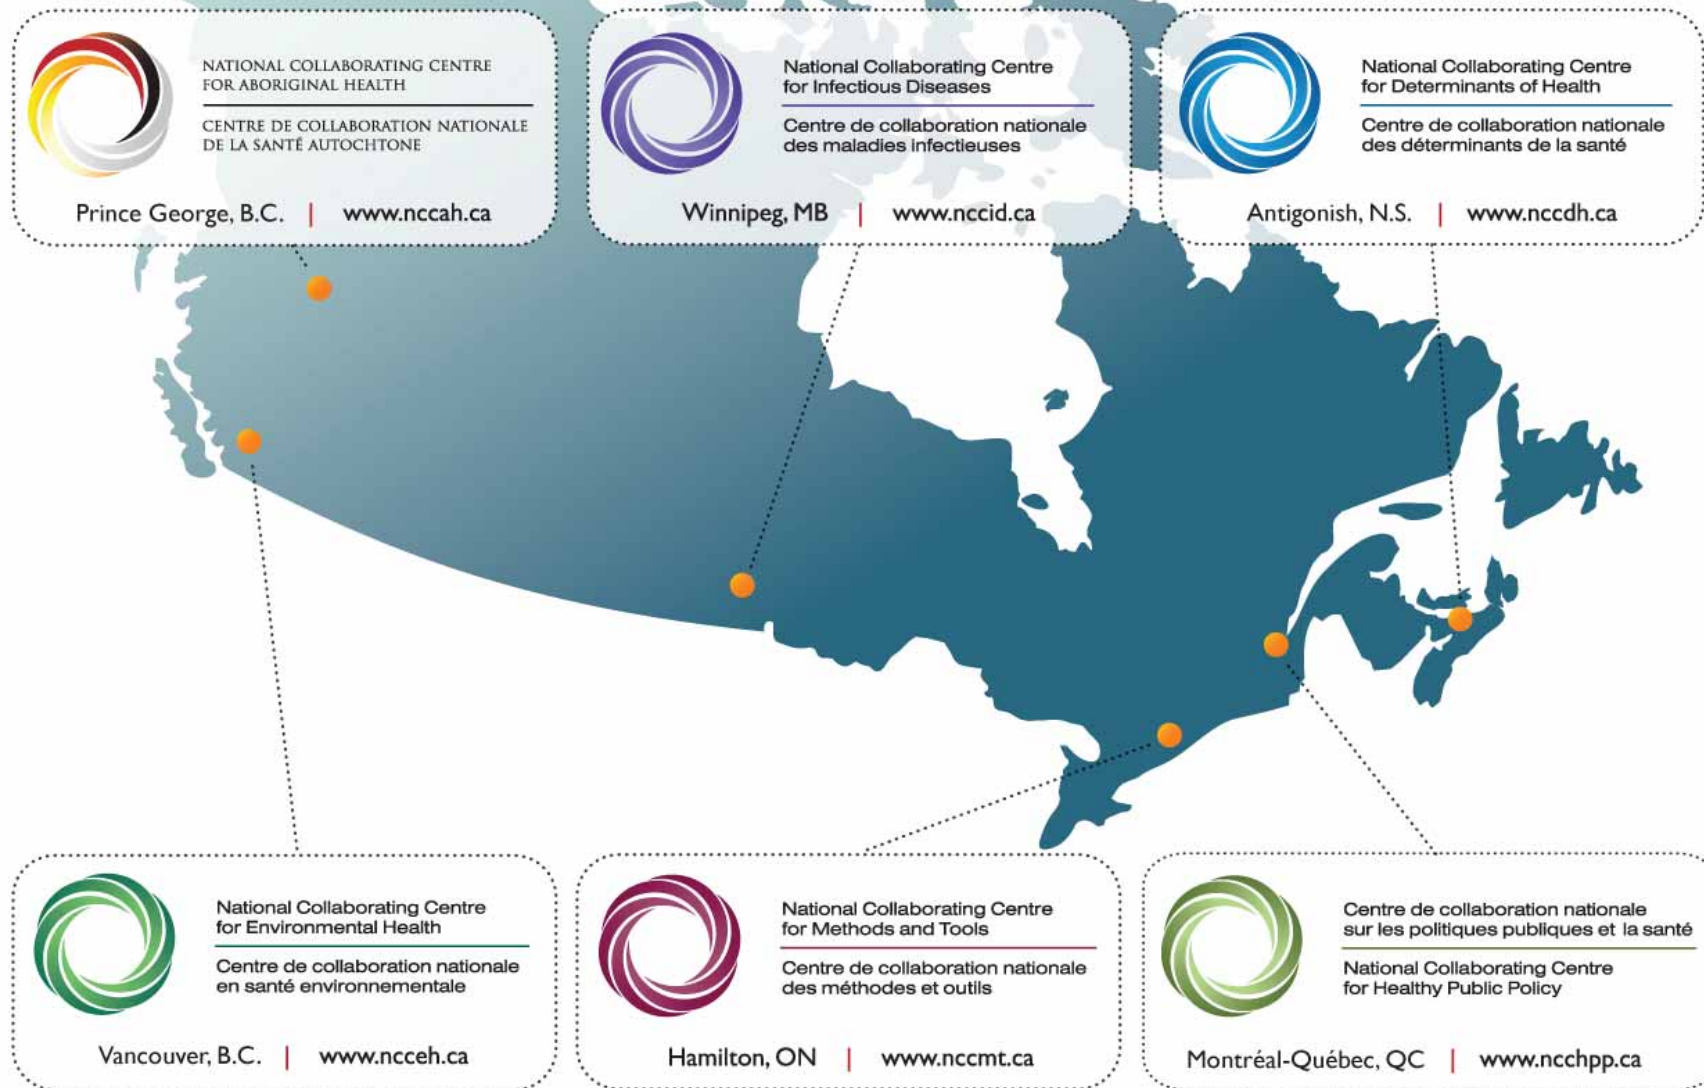 NATIONAL COLLABORATING CENTRE
FOR ABORIGINAL HEALTH
CENTRE DE COLLABORATION NATIONALE
DE LA SANTÉ AUTOCHTONE
Prince George, B.C. | www.nccah.ca
National Collaborating Centre
for Infectious Diseases
Centre de collaboration nationale
des maladies infectieuses
Winnipeg, MB | www.nccid.ca
National Collaborating Centre
for Determinants of Health
Centre de collaboration nationale
des déterminants de la santé
Antigonish, N.S. | www.nccdh.ca
National Collaborating Centre
for Environmental Health
Centre de collaboration nationale
en santé environnementale
Vancouver, B.C. | www.ncceh.ca
National Collaborating Centre
for Methods and Tools
Centre de collaboration nationale
des méthodes et outils
Hamilton, ON | www.nccmt.ca
Centre de collaboration nationale
sur les politiques publiques et la santé
National Collaborating Centre
for Healthy Public Policy
Montréal-Québec, QC | www.ncchpp.ca